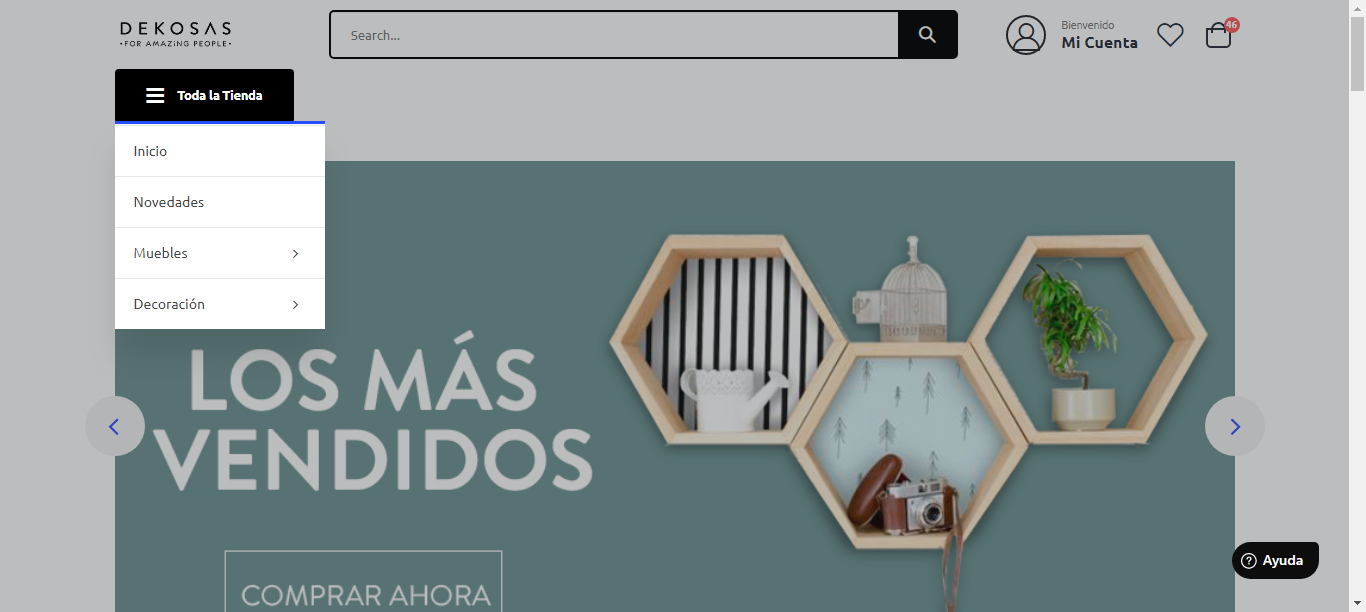 DEKOSAS
•FOR AMAZING PEOPLE•
Search...
Bienvenido
Mi Cuenta
46
Toda la Tienda
Inicio
Novedades
Muebles
Decoración
LOS MÁS
VENDIDOS
COMPRAR AHORA
Ayuda